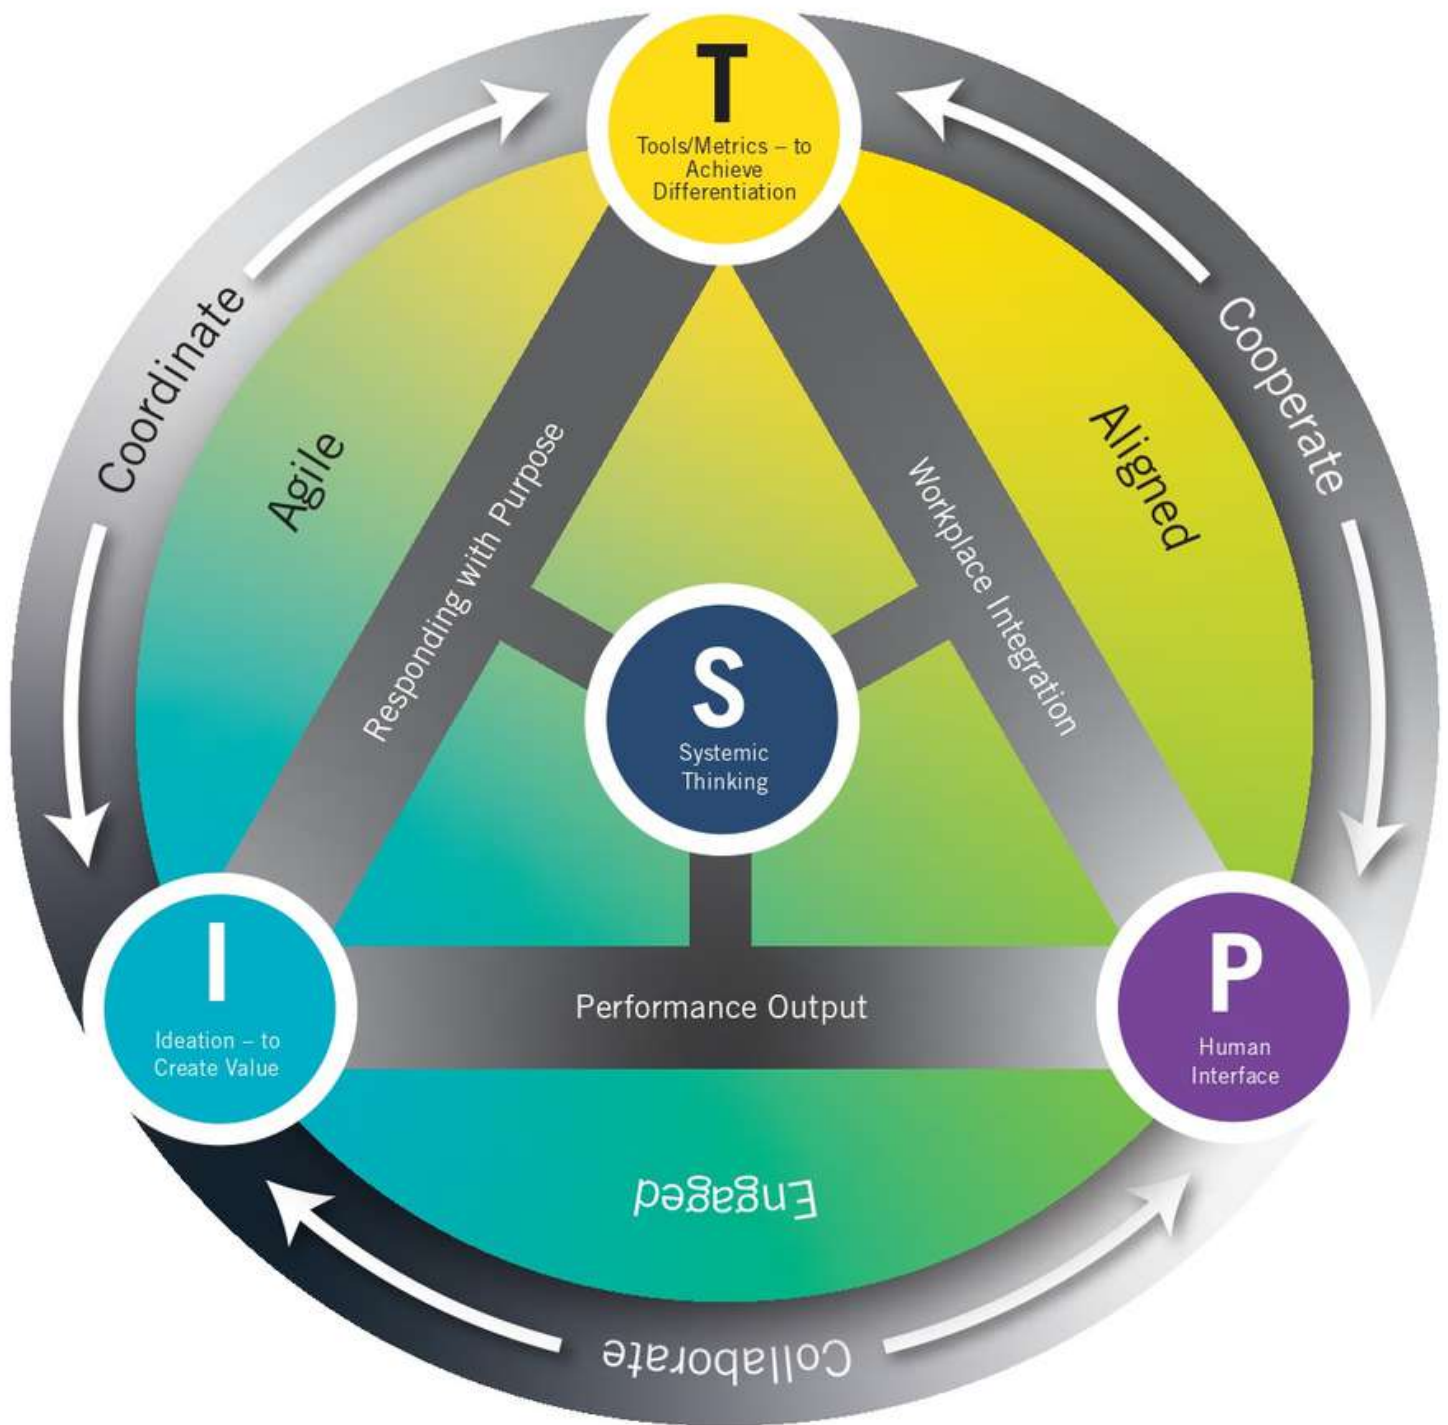 T
Tools/Metrics – to
Achieve
Differentiation
Coordinate
Cooperate
Agile
Aligned
Responding with Purpose
Workplace Integration
S
Systemic
Thinking
I
Ideation – to
Create Value
Performance Output
P
Human
Interface
Engaged
Collaborate